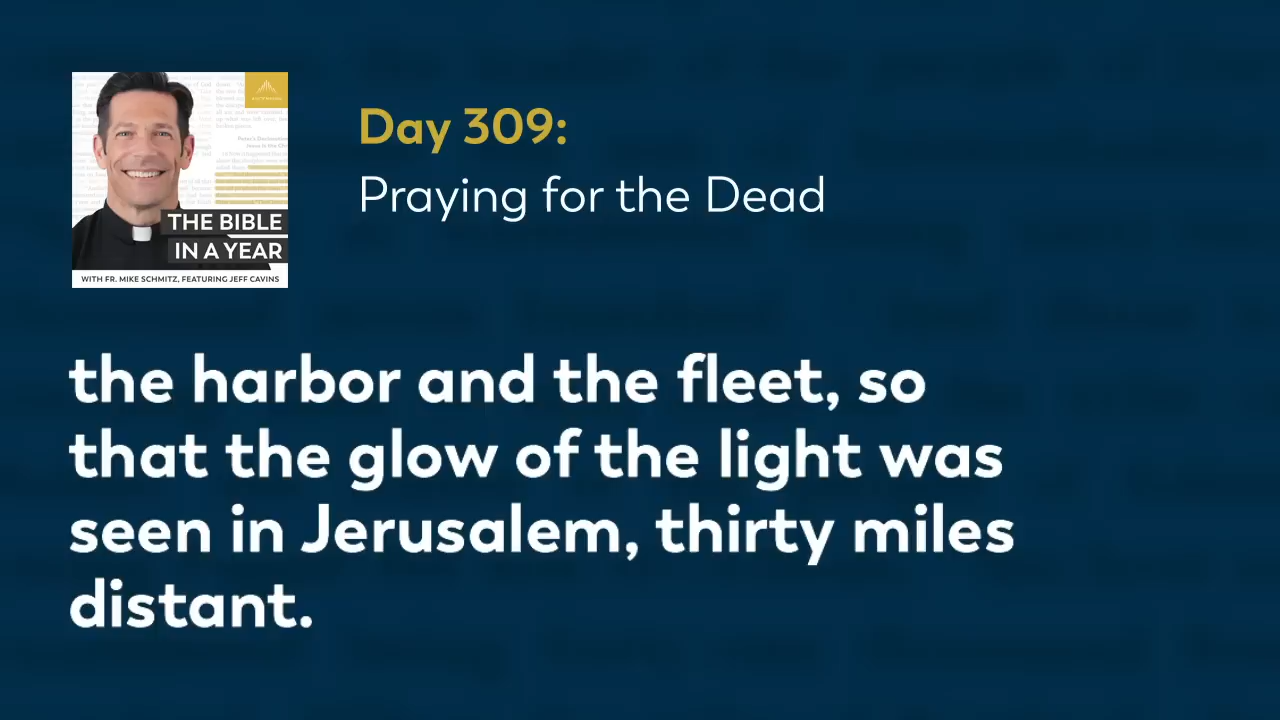 Day 309:
Praying for the Dead
THE BIBLE
IN A YEAR
WITH FR. MIKE SCHMITZ, FEATURING JEFF CAVINS
the harbor and the fleet, so
that the glow of the light was
seen in Jerusalem, thirty miles
distant.